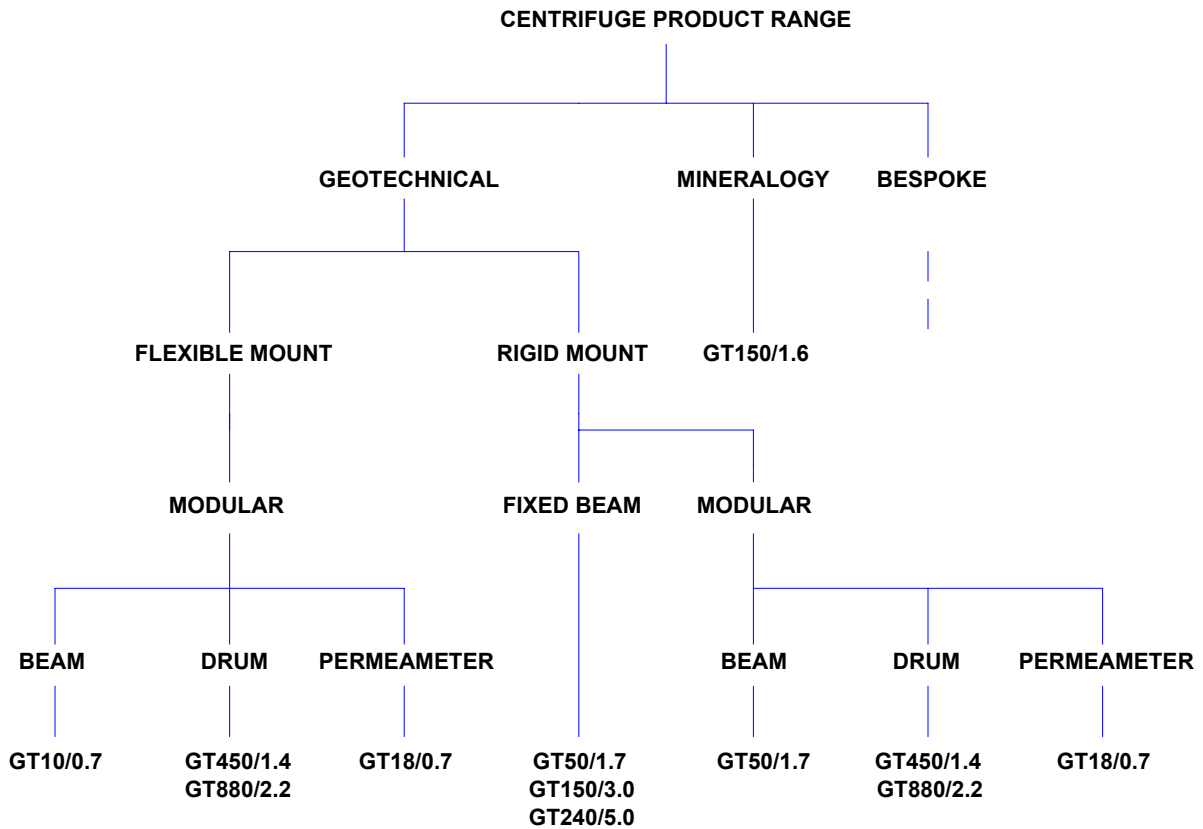 CENTRIFUGE PRODUCT RANGE
GEOTECHNICAL
MINERALOGY
BESPOKE
FLEXIBLE MOUNT
RIGID MOUNT
GT150/1.6
MODULAR
FIXED BEAM
MODULAR
BEAM
DRUM
PERMEAMETER
BEAM
DRUM
PERMEAMETER
GT10/0.7
GT450/1.4
GT880/2.2
GT18/0.7
GT50/1.7
GT150/3.0
GT240/5.0
GT50/1.7
GT450/1.4
GT880/2.2
GT18/0.7